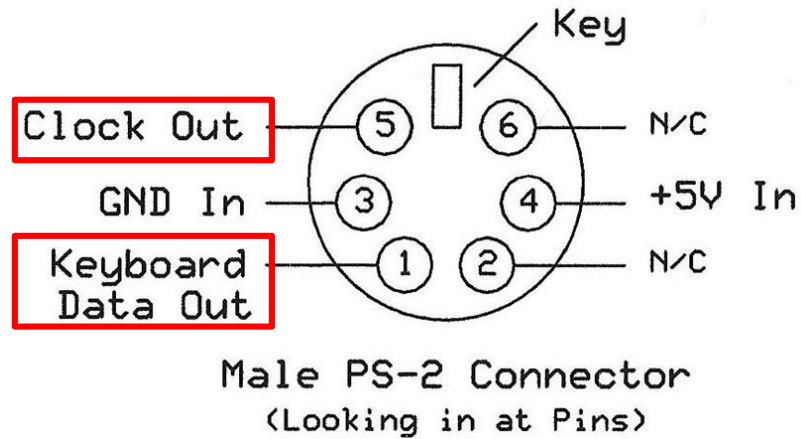 Key
Clock Out 5 6 N/C
GND In 3 4 +5V In
Keyboard 1 2 N/C
Data Out
Male PS-2 Connector
(Looking in at Pins)